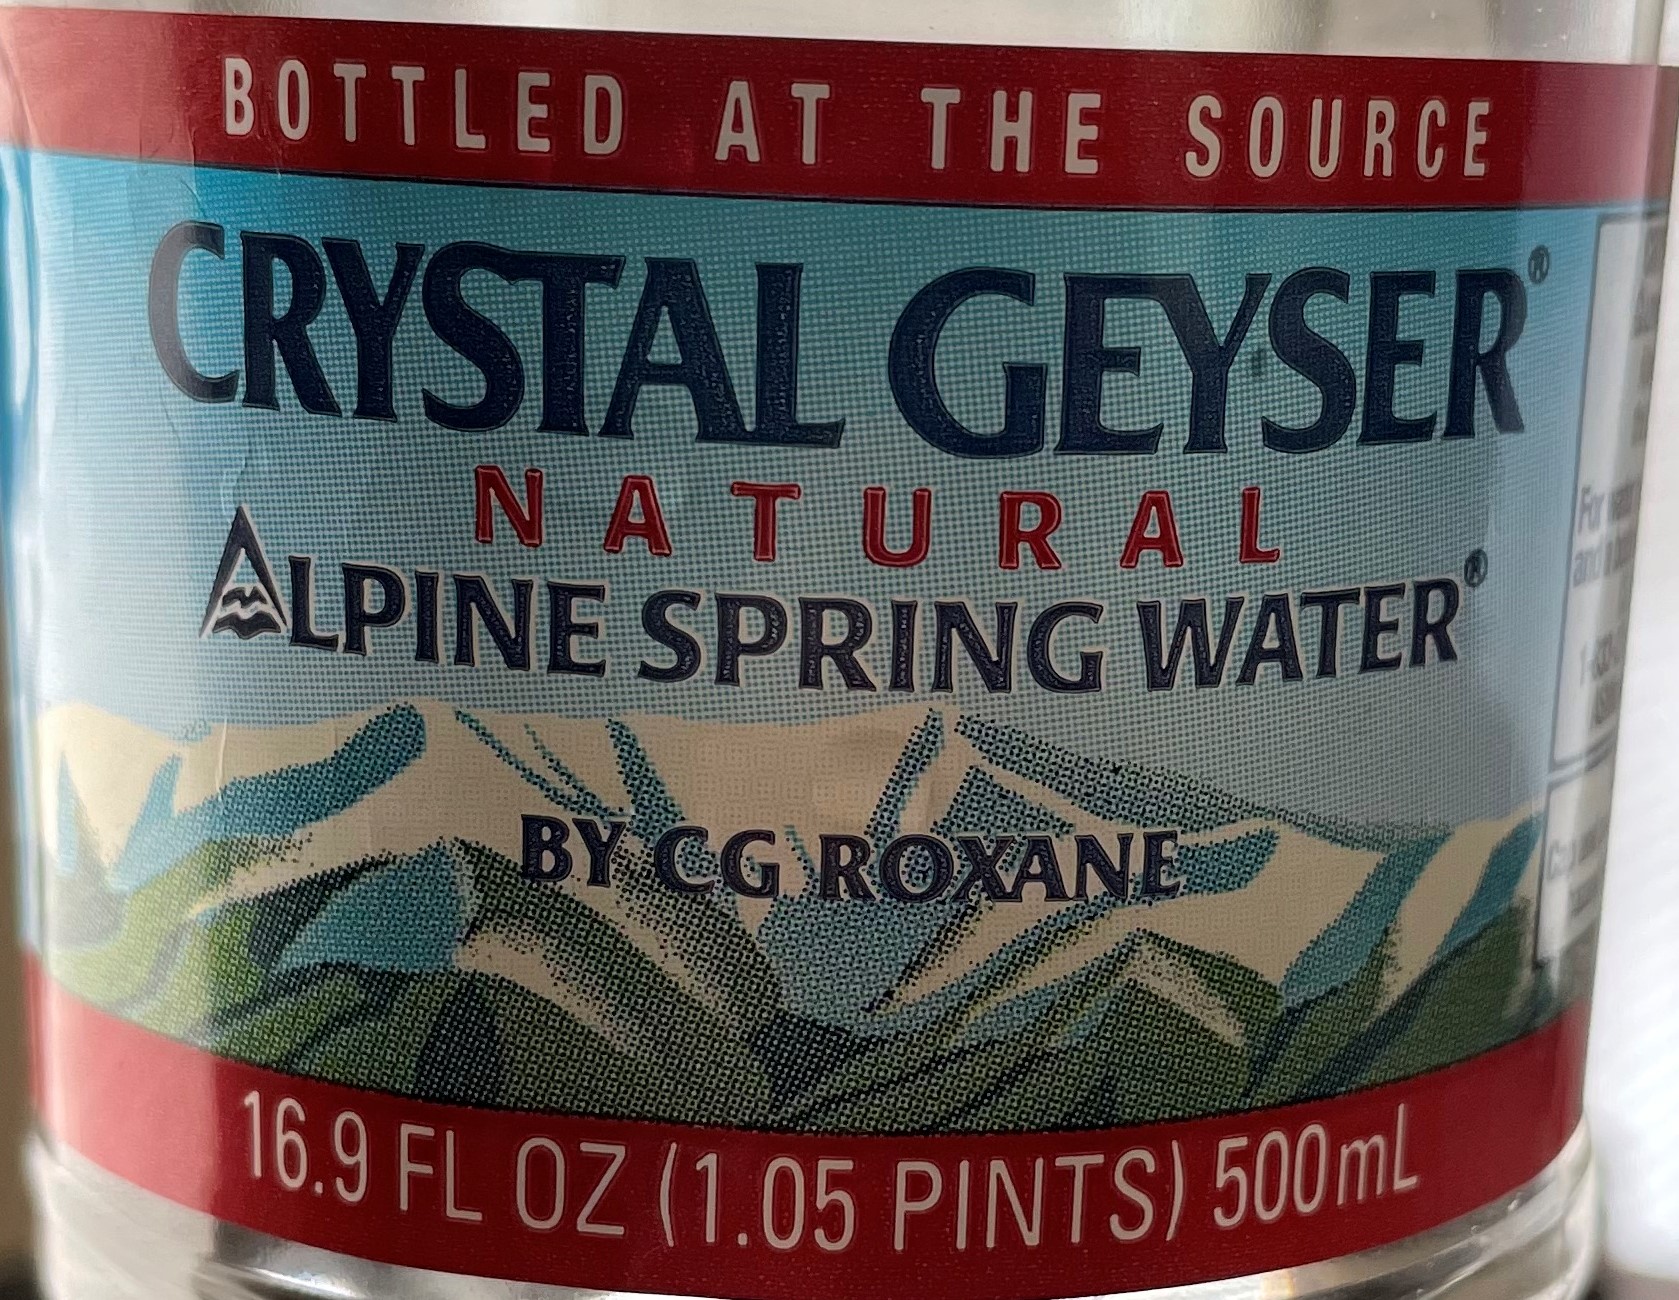 BOTTLED AT THE SOURCE
CRYSTAL GEYSER®
NATURAL
ALPINE SPRING WATER®
BY CG ROXANE
16.9 FL OZ (1.05 PINTS) 500mL
For